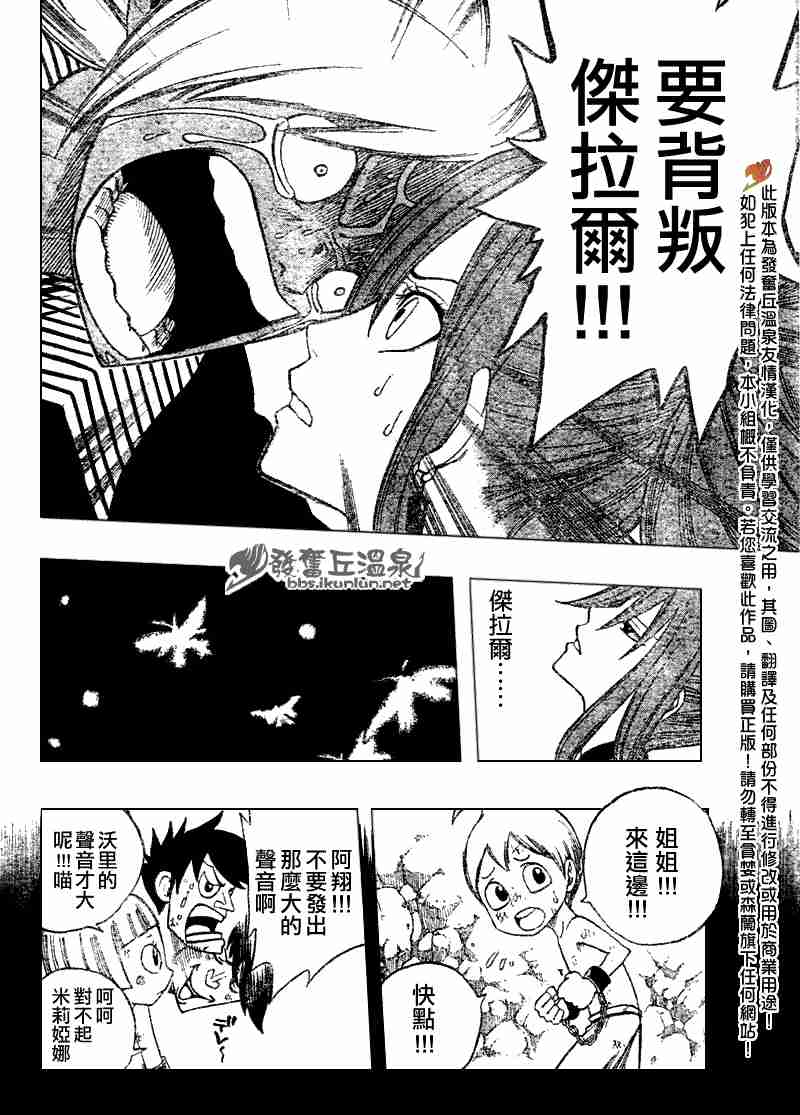 要背叛
傑拉爾!!!
發奮丘溫泉
bbs.ikunlun.net
傑拉爾……
姐姐!!!
來這邊!!!
快點!!!
阿翔!!!
不要發出
那麼大的
聲音啊
沃里的
聲音才大
呢!!!喵
呵呵
對不起
米莉婭娜
此版本為發奮丘溫泉友情漢化，僅供學習交流之用，其圖、翻譯及任何部份不得進行修改或用於商業用途！
如犯上任何法律問題，本小組概不負責。若您喜歡此作品，請購買正版！請勿轉至貪婪或森羅旗下任何網站！